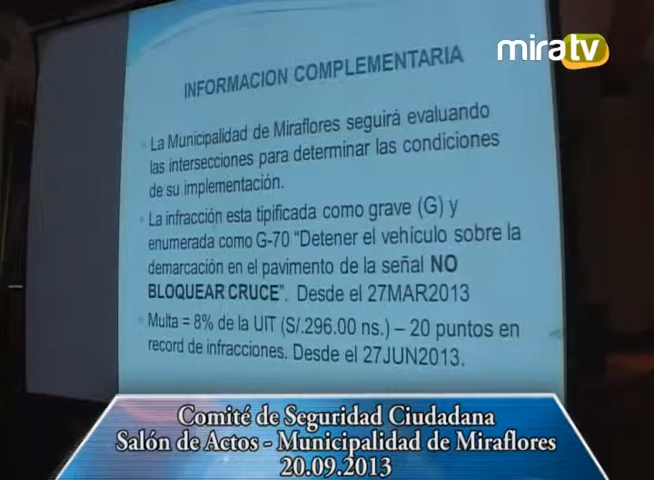 miratv
INFORMACION COMPLEMENTARIA
La Municipalidad de Miraflores seguirá evaluando
las intersecciones para determinar las condiciones
de su implementación.
La infracción esta tipificada como grave (G) y
enumerada como G-70 "Detener el vehículo sobre la
demarcación en el pavimento de la señal NO
BLOQUEAR CRUCE". Desde el 27MAR2013
Multa = 8% de la UIT (S/.296.00 ns.) – 20 puntos en
record de infracciones. Desde el 27JUN2013.
Comité de Seguridad Ciudadana
Salón de Actos - Municipalidad de Miraflores
20.09.2013